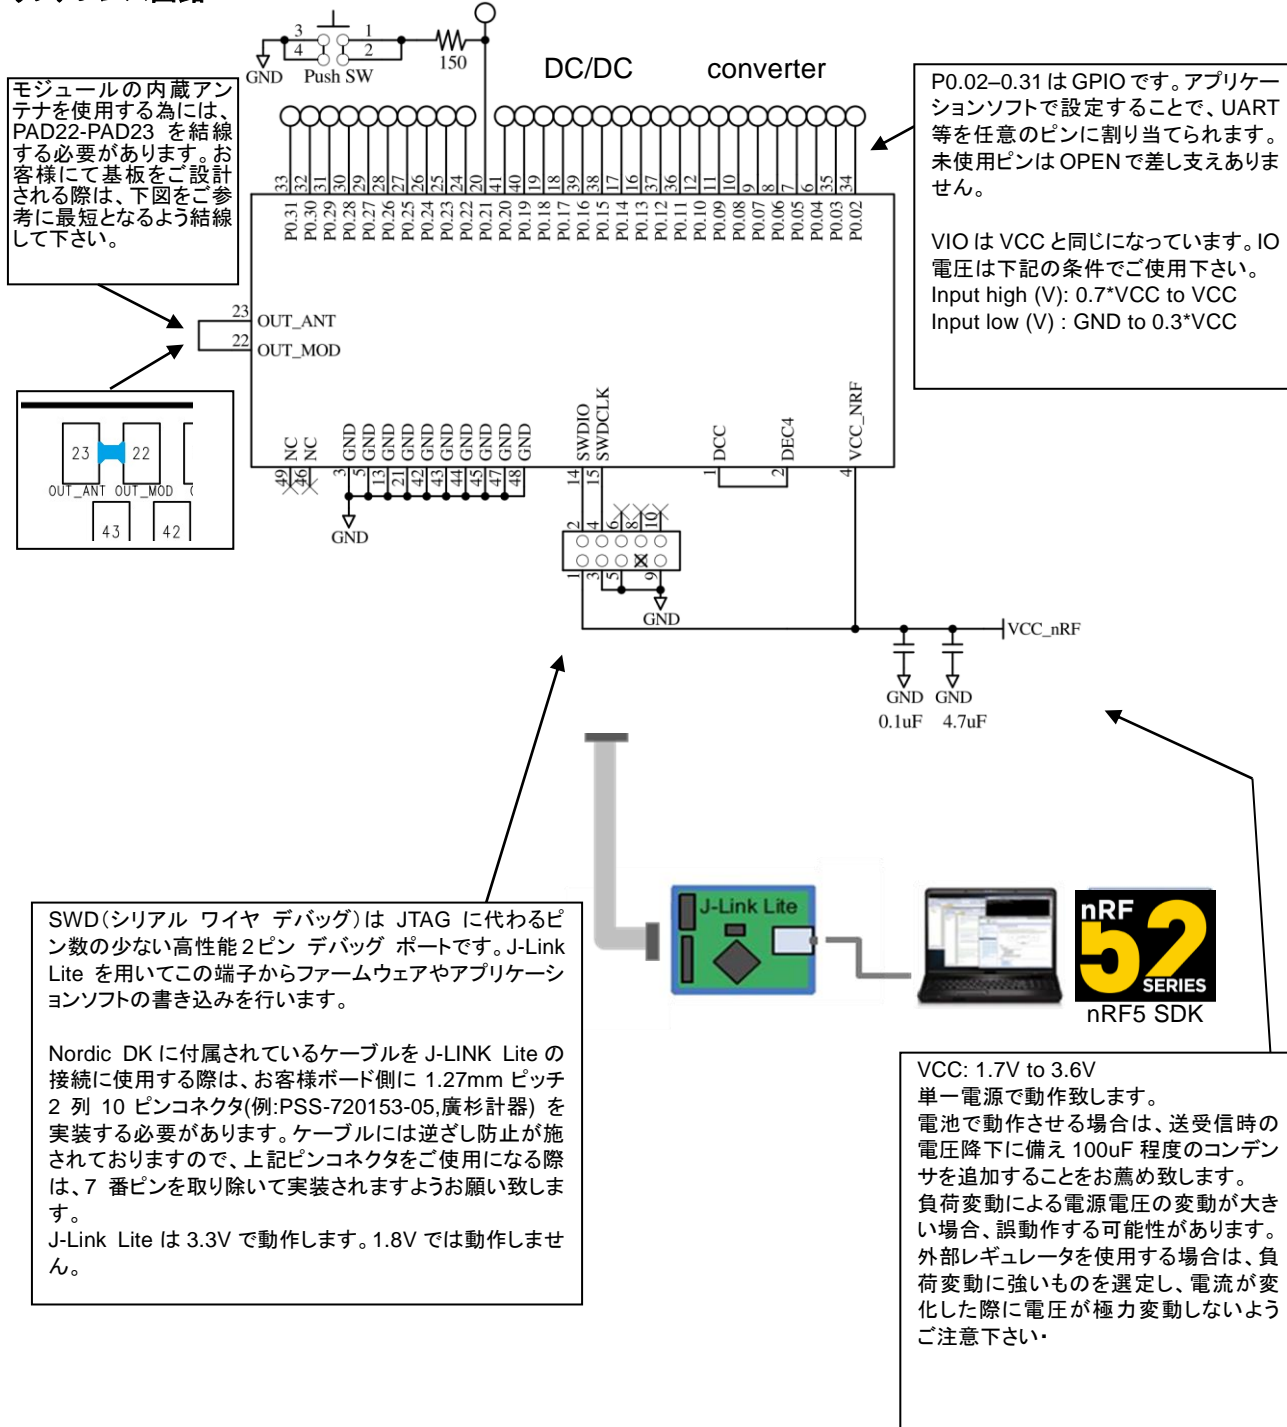 3
4
1
2
GND
Push SW
150
DC/DC converter
モジュールの内蔵アン
テナを使用する為には、
PAD22-PAD23 を結線
する必要があります。お
客様にて基板をご設計
される際は、下図をご参
考に最短となるよう結線
して下さい。
P0.02–0.31 は GPIO です。アプリケー
ションソフトで設定することで、UART
等を任意のピンに割り当てられます。
未使用ピンは OPEN で差し支えありま
せん。
VIO は VCC と同じになっています。IO
電圧は下記の条件でご使用下さい。
Input high (V): 0.7*VCC to VCC
Input low (V) : GND to 0.3*VCC
33 32 31 30 29 28 27 26 25 24 20 41 40 19 18 39 38 17 16 37 36 12 11 10 9 8 7 6 35 34
P0.31 P0.30 P0.29 P0.28 P0.27 P0.26 P0.25 P0.24 P0.23 P0.22 P0.21 P0.20 P0.19 P0.18 P0.17 P0.16 P0.15 P0.14 P0.13 P0.12 P0.11 P0.10 P0.09 P0.08 P0.07 P0.06 P0.05 P0.04 P0.03 P0.02
23 OUT_ANT
22 OUT_MOD
NC NC GND GND GND GND GND GND GND GND GND GND SWDIO SWDCLK DCC DEC4 VCC_NRF
49 46 3 5 13 21 42 43 44 45 47 48 14 15 1 2 4
GND
23 22
OUT_ANT OUT_MOD
43 42
2 4 6 8 10
1 3 5 9
GND
VCC_nRF
GND GND
0.1uF 4.7uF
J-Link Lite
nRF
52
SERIES
nRF5 SDK
SWD（シリアル ワイヤ デバッグ）は JTAG に代わるピ
ン数の少ない高性能 2 ピン デバッグ ポートです。J-Link
Lite を用いてこの端子からファームウェアやアプリケーシ
ョンソフトの書き込みを行います。
Nordic DK に付属されているケーブルを J-LINK Lite の
接続に使用する際は、お客様ボード側に 1.27mm ピッチ
2 列 10 ピンコネクタ(例:PSS-720153-05,廣杉計器) を
実装する必要があります。ケーブルには逆ざし防止が施
されておりますので、上記ピンコネクタをご使用になる際
は、7 番ピンを取り除いて実装されますようお願い致しま
す。
J-Link Lite は 3.3V で動作します。1.8V では動作しませ
ん。
VCC: 1.7V to 3.6V
単一電源で動作致します。
電池で動作させる場合は、送受信時の
電圧降下に備え 100uF 程度のコンデン
サを追加することをお薦め致します。
負荷変動による電源電圧の変動が大き
い場合、誤動作する可能性があります。
外部レギュレータを使用する場合は、負
荷変動に強いものを選定し、電流が変
化した際に電圧が極力変動しないよう
ご注意下さい・